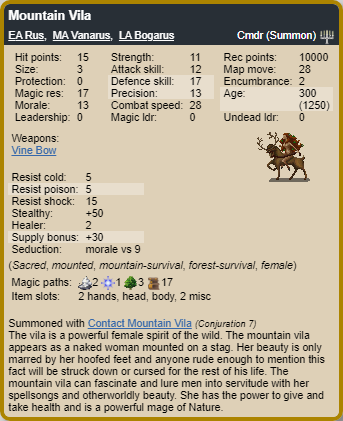 Mountain Vila
EA Rus, MA Vanarus, LA Bogarus Cmdr (Summon)
Hit points: 15 Strength: 11 Rec points: 10000
Size: 3 Attack skill: 12 Map move: 28
Protection: 0 Defence skill: 17 Encumbrance: 2
Magic res: 17 Precision: 13 Age: 300
Morale: 13 Combat speed: 28 (1250)
Leadership: 0 Magic ldr: 0 Undead ldr: 0
Weapons:
Vine Bow
Resist cold: 5
Resist poison: 5
Resist shock: 15
Stealthy: +50
Healer: 2
Supply bonus: +30
Seduction: morale vs 9
(Sacred, mounted, mountain-survival, forest-survival, female)
Magic paths: 2 1 3 17
Item slots: 2 hands, head, body, 2 misc
Summoned with Contact Mountain Vila (Conjuration 7)
The vila is a powerful female spirit of the wild. The mountain vila
appears as a naked woman mounted on a stag. Her beauty is only
marred by her hoofed feet and anyone rude enough to mention this
fact will be struck down or cursed for the rest of his life. The
mountain vila can fascinate and lure men into servitude with her
spellsongs and otherworldly beauty. She has the power to give and
take health and is a powerful mage of Nature.